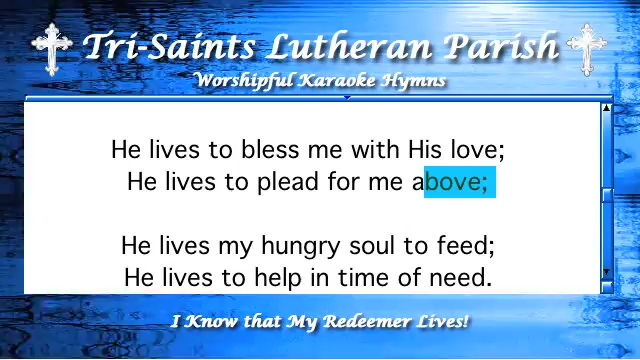 Tri-Saints Lutheran Parish
Worshipful Karaoke Hymns
He lives to bless me with His love;
He lives to plead for me above;
He lives my hungry soul to feed;
He lives to help in time of need.
I Know that My Redeemer Lives!